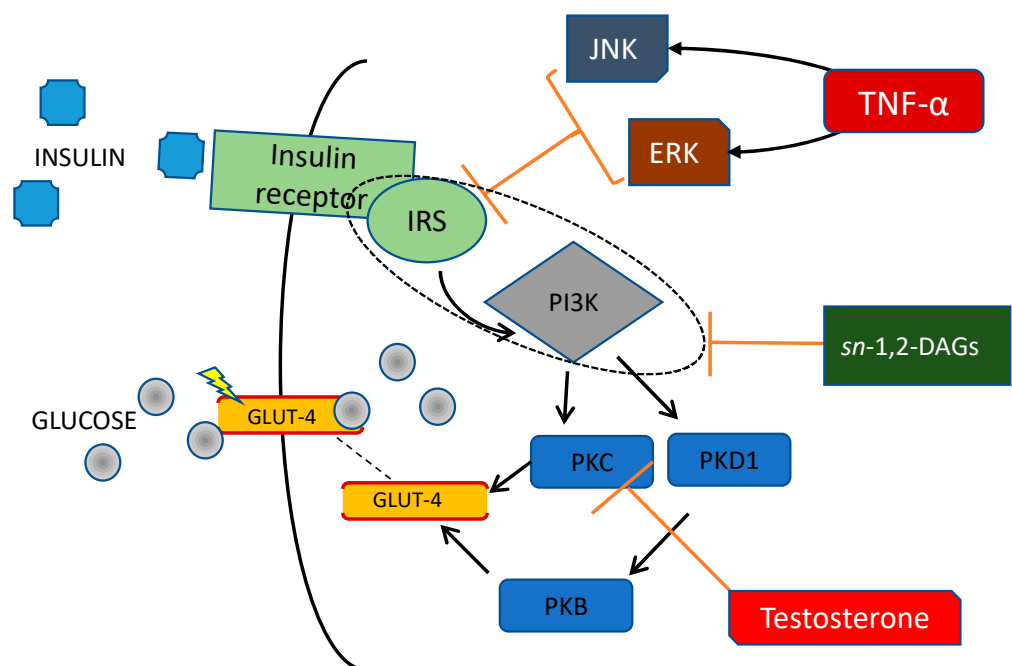 JNK
TNF-α
INSULIN
Insulin
receptor
ERK
IRS
PI3K
sn-1,2-DAGs
GLUCOSE
GLUT-4
PKC
PKD1
GLUT-4
PKB
Testosterone